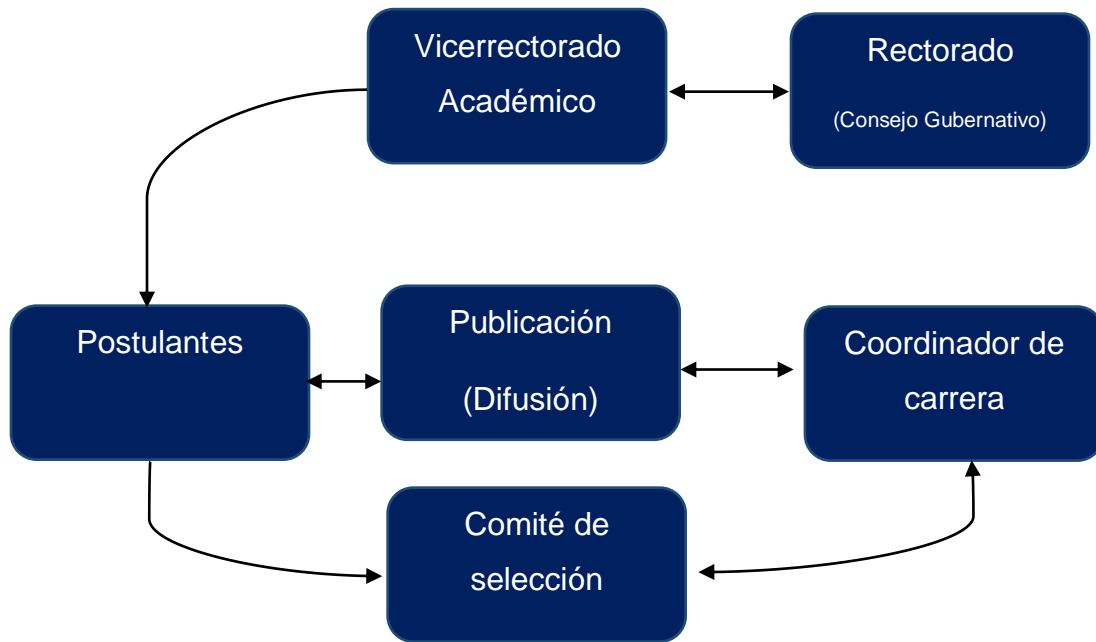 Vicerrectorado
Académico
Rectorado
(Consejo Gubernativo)
Postulantes
Publicación
(Difusión)
Coordinador de
carrera
Comité de
selección